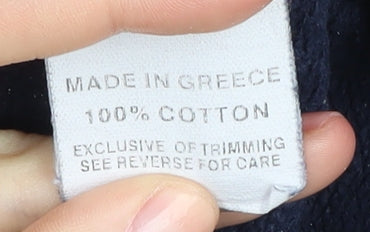 MADE IN GREECE
100% COTTON
EXCLUSIVE OF TRIMMING
SEE REVERSE FOR CARE